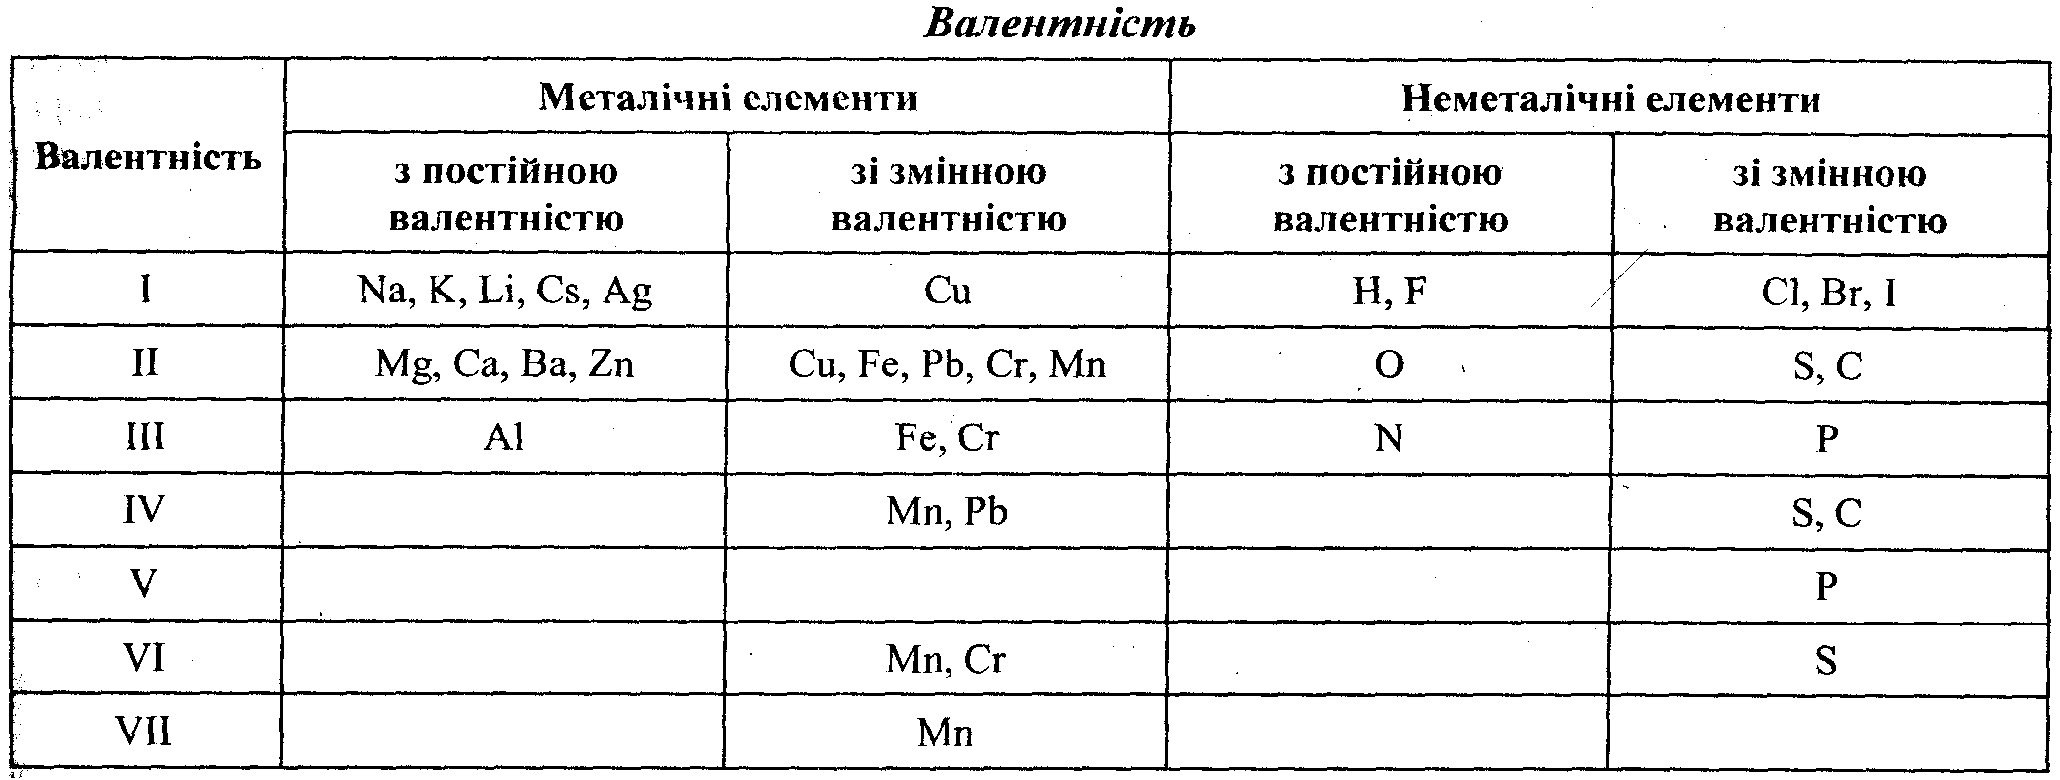 Валентність
Валентність
Металічні елементи
Неметалічні елементи
з постійною
валентністю
зі змінною
валентністю
з постійною
валентністю
зі змінною
валентністю
I
Na, K, Li, Cs, Ag
Cu
H, F
Cl, Br, I
II
Mg, Ca, Ba, Zn
Cu, Fe, Pb, Cr, Mn
O
S, C
III
Al
Fe, Cr
N
P
IV
Mn, Pb
S, C
V
P
VI
Mn, Cr
S
VII
Mn